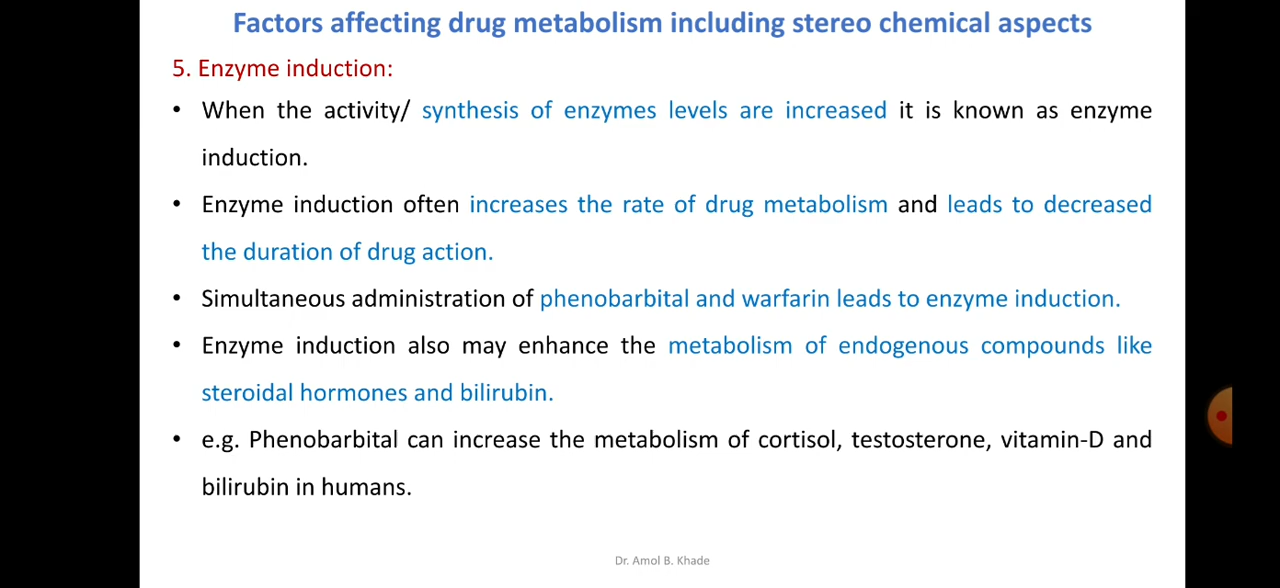 Factors affecting drug metabolism including stereo chemical aspects
5. Enzyme induction:
• When the activity/ synthesis of enzymes levels are increased it is known as enzyme
induction.
• Enzyme induction often increases the rate of drug metabolism and leads to decreased
the duration of drug action.
• Simultaneous administration of phenobarbital and warfarin leads to enzyme induction.
• Enzyme induction also may enhance the metabolism of endogenous compounds like
steroidal hormones and bilirubin.
• e.g. Phenobarbital can increase the metabolism of cortisol, testosterone, vitamin-D and
bilirubin in humans.
Dr. Amol B. Khade